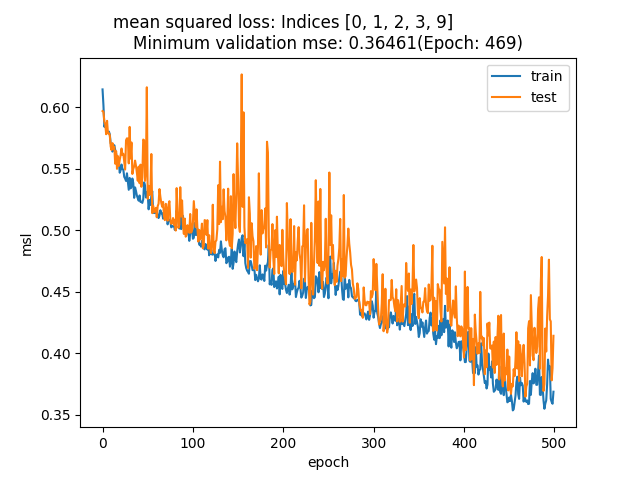 mean squared loss: Indices [0, 1, 2, 3, 9]
Minimum validation mse: 0.36461(Epoch: 469)
train
test
0.60
0.55
0.50
0.45
0.40
0.35
msl
0 100 200 300 400 500
epoch